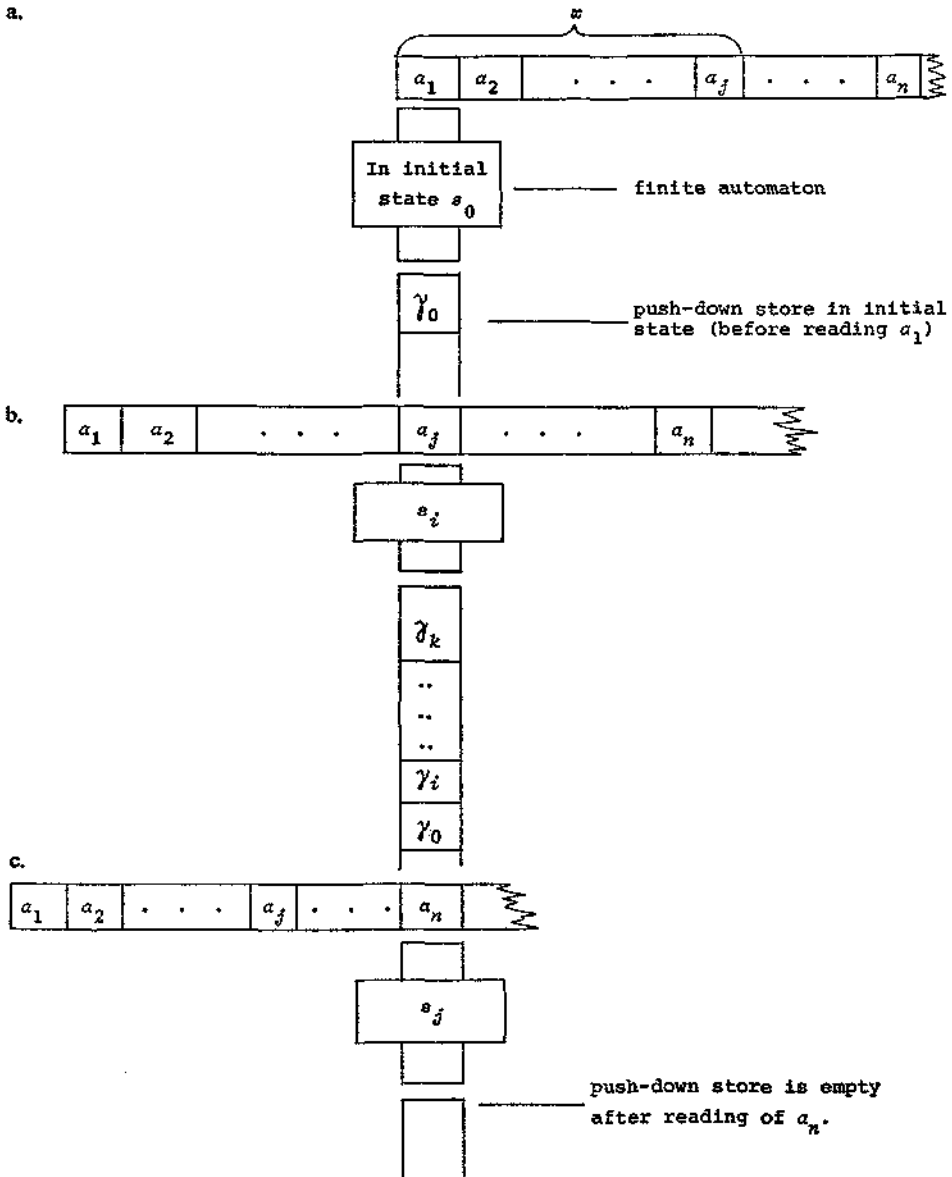 a.
x
a₁ a₂ . . . aⱼ . . . aₙ
In initial
state s₀
finite automaton
γ₀
push-down store in initial
state (before reading a₁)
b.
a₁ a₂ . . . aⱼ . . . aₙ
sᵢ
γₖ
..
..
..
γᵢ
γ₀
c.
a₁ a₂ . . . aⱼ . . . aₙ
sⱼ
push-down store is empty
after reading of aₙ.